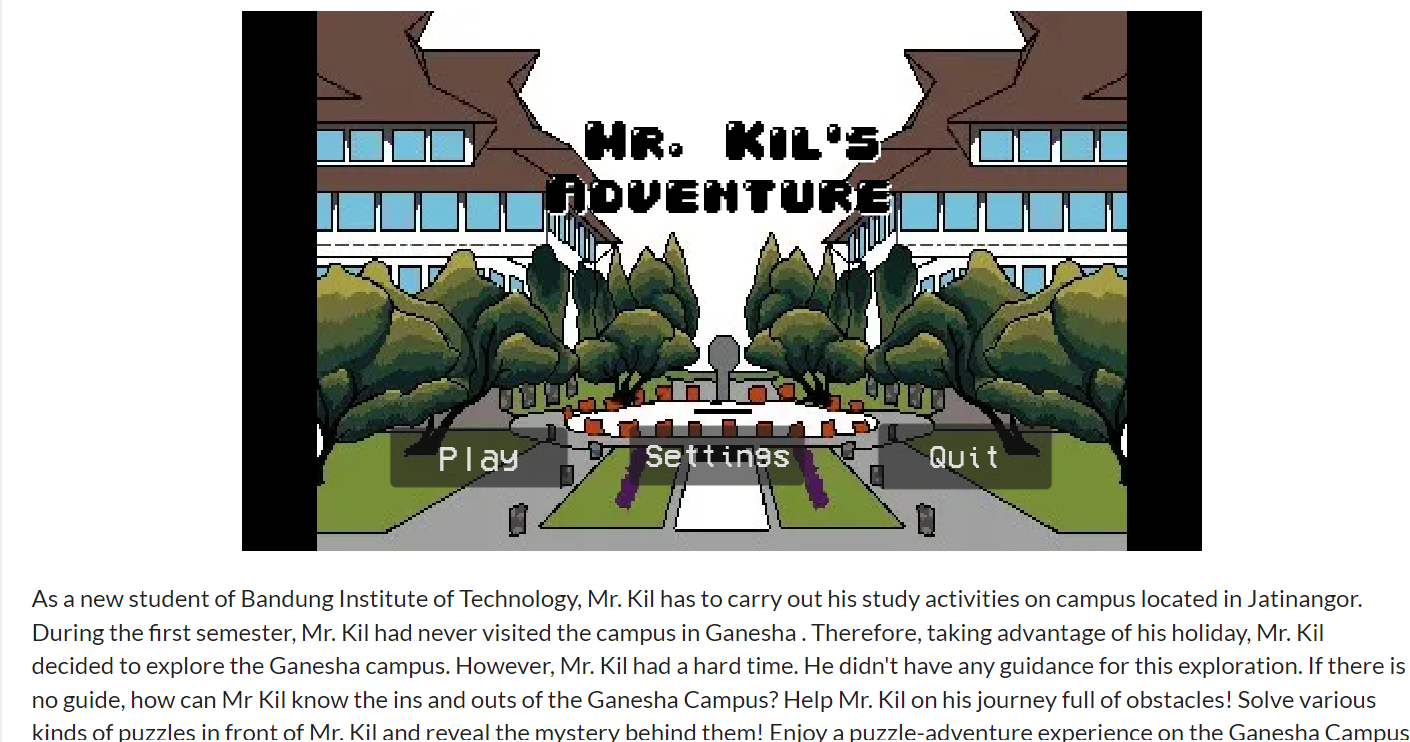 Mr. Kil's
Adventure
Play Settings Quit
As a new student of Bandung Institute of Technology, Mr. Kil has to carry out his study activities on campus located in Jatinangor.
During the first semester, Mr. Kil had never visited the campus in Ganesha . Therefore, taking advantage of his holiday, Mr. Kil
decided to explore the Ganesha campus. However, Mr. Kil had a hard time. He didn't have any guidance for this exploration. If there is
no guide, how can Mr Kil know the ins and outs of the Ganesha Campus? Help Mr. Kil on his journey full of obstacles! Solve various
kinds of puzzles in front of Mr. Kil and reveal the mystery behind them! Enjoy a puzzle-adventure experience on the Ganesha Campus